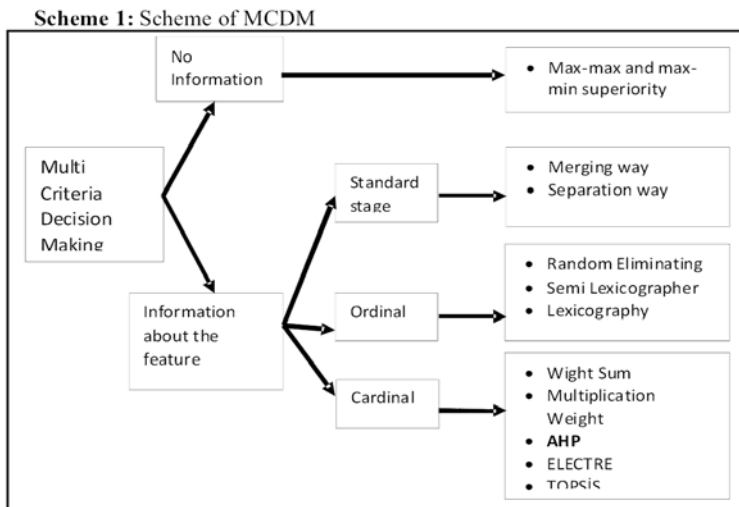 Scheme 1: Scheme of MCDM
No
Information
• Max-max and max-
min superiority
Multi
Criteria
Decision
Making
Standard
stage
• Merging way
• Separation way
Information
about the
feature
Ordinal
• Random Eliminating
• Semi Lexicographer
• Lexicography
Cardinal
• Wight Sum
• Multiplication
Weight
• AHP
• ELECTRE
• TOPSİS